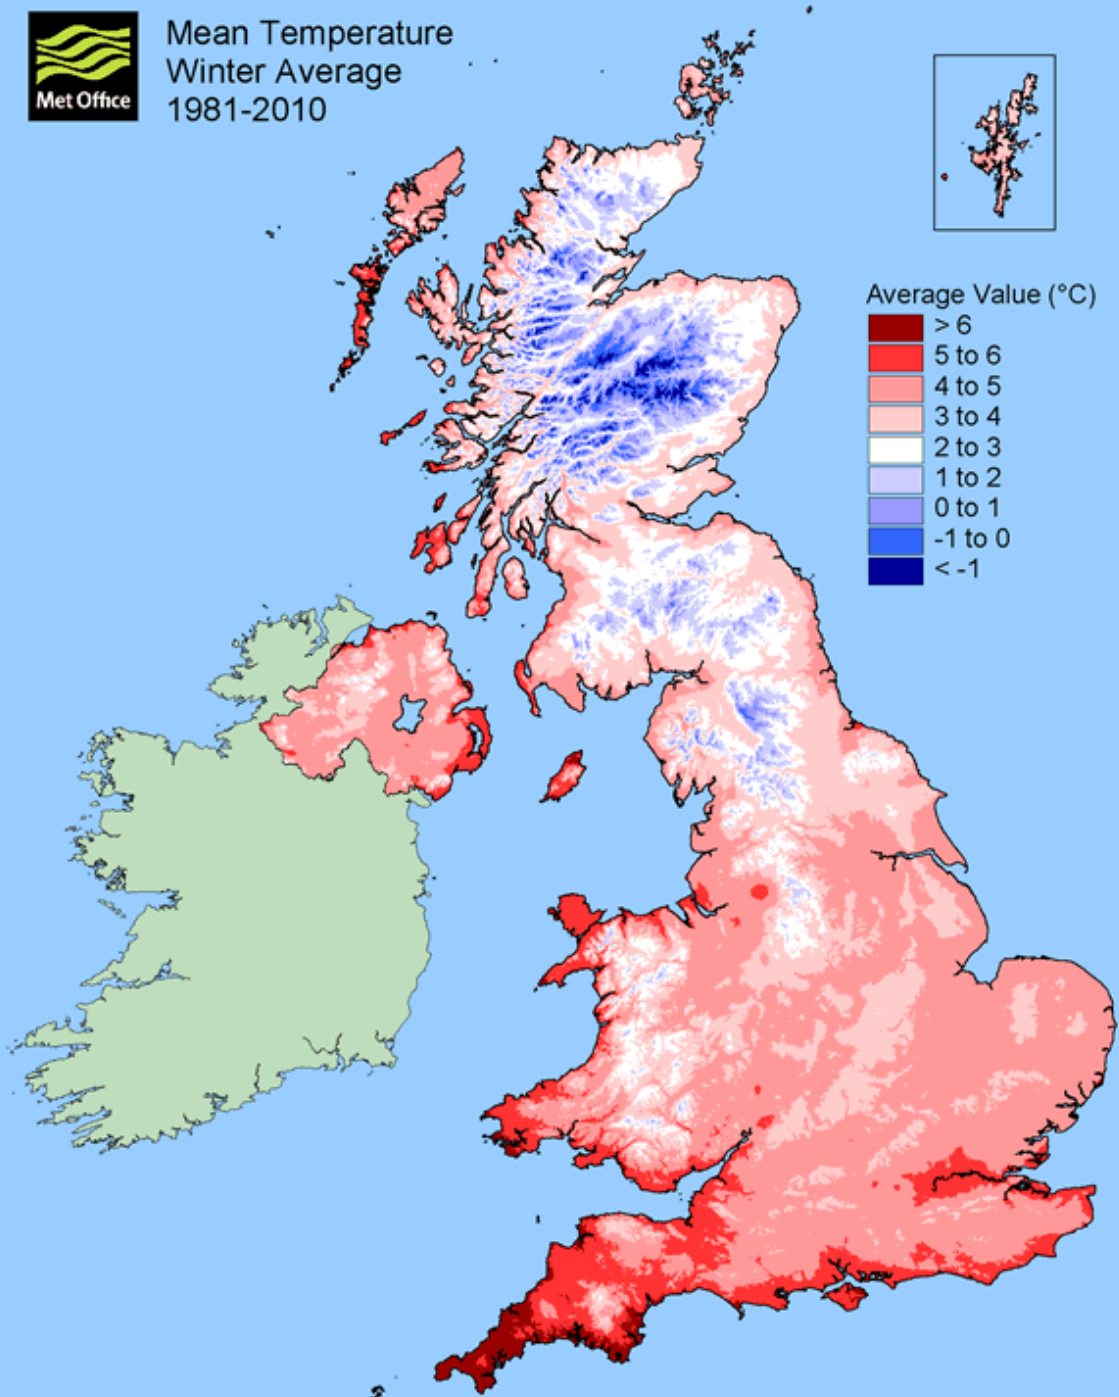 Met Office
Mean Temperature
Winter Average
1981-2010
Average Value (°C)
> 6
5 to 6
4 to 5
3 to 4
2 to 3
1 to 2
0 to 1
-1 to 0
< -1